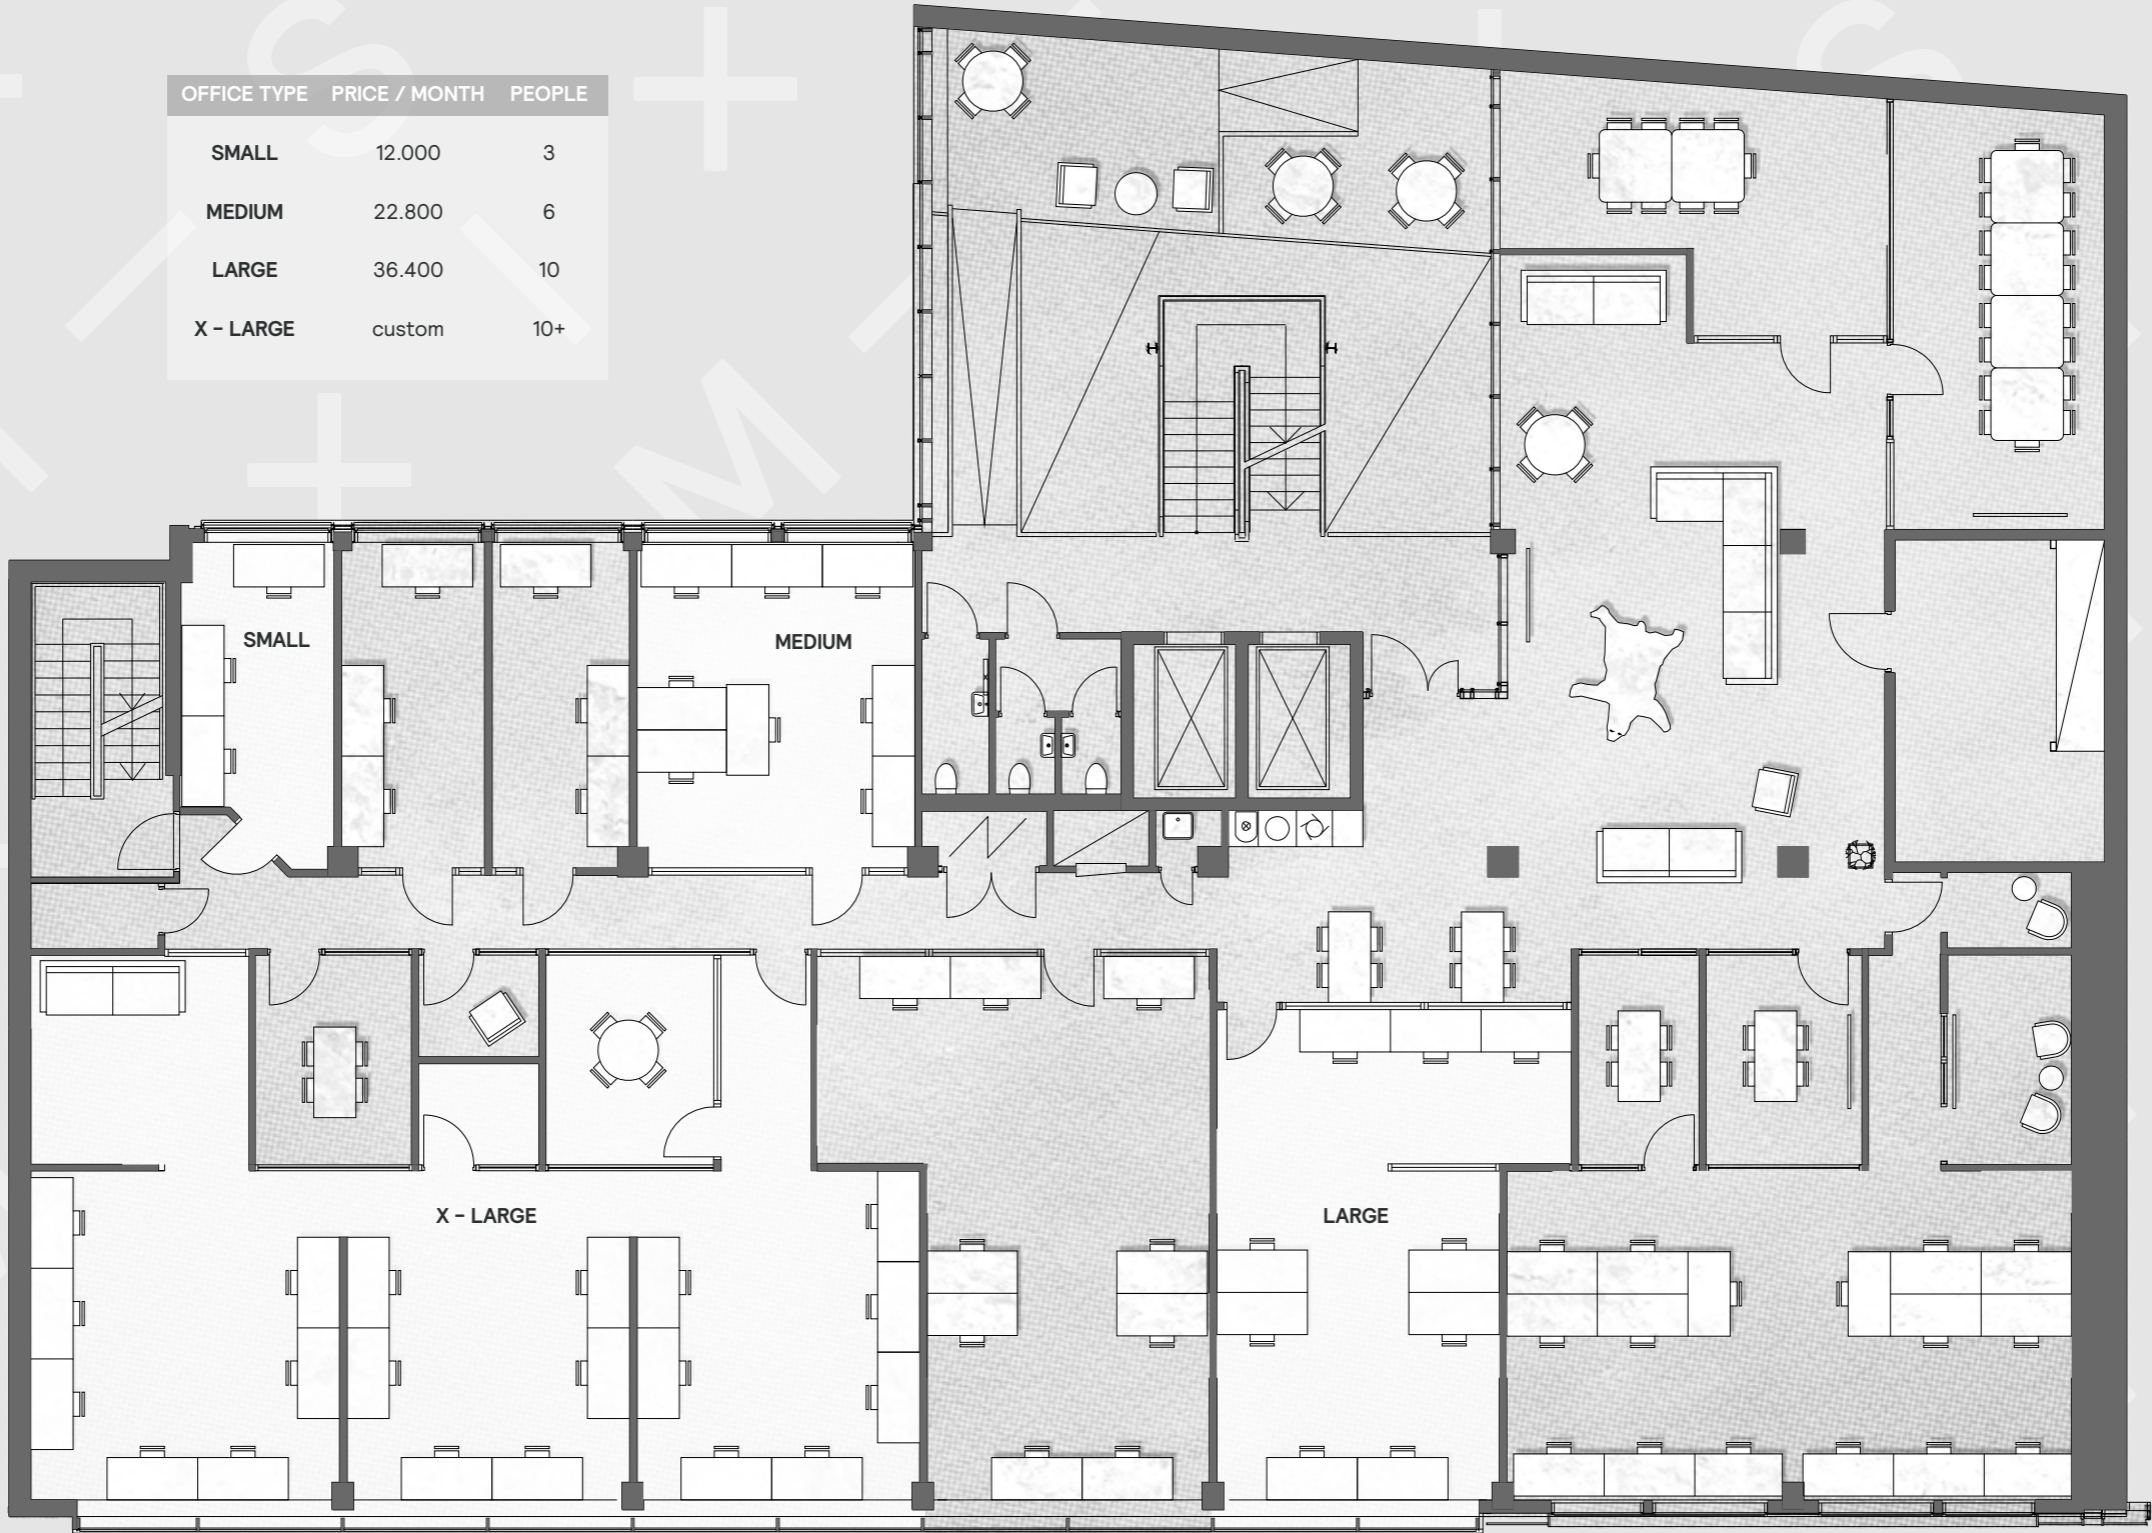 OFFICE TYPE PRICE / MONTH PEOPLE
SMALL 12.000 3
MEDIUM 22.800 6
LARGE 36.400 10
X - LARGE custom 10+
SMALL
MEDIUM
X - LARGE
LARGE